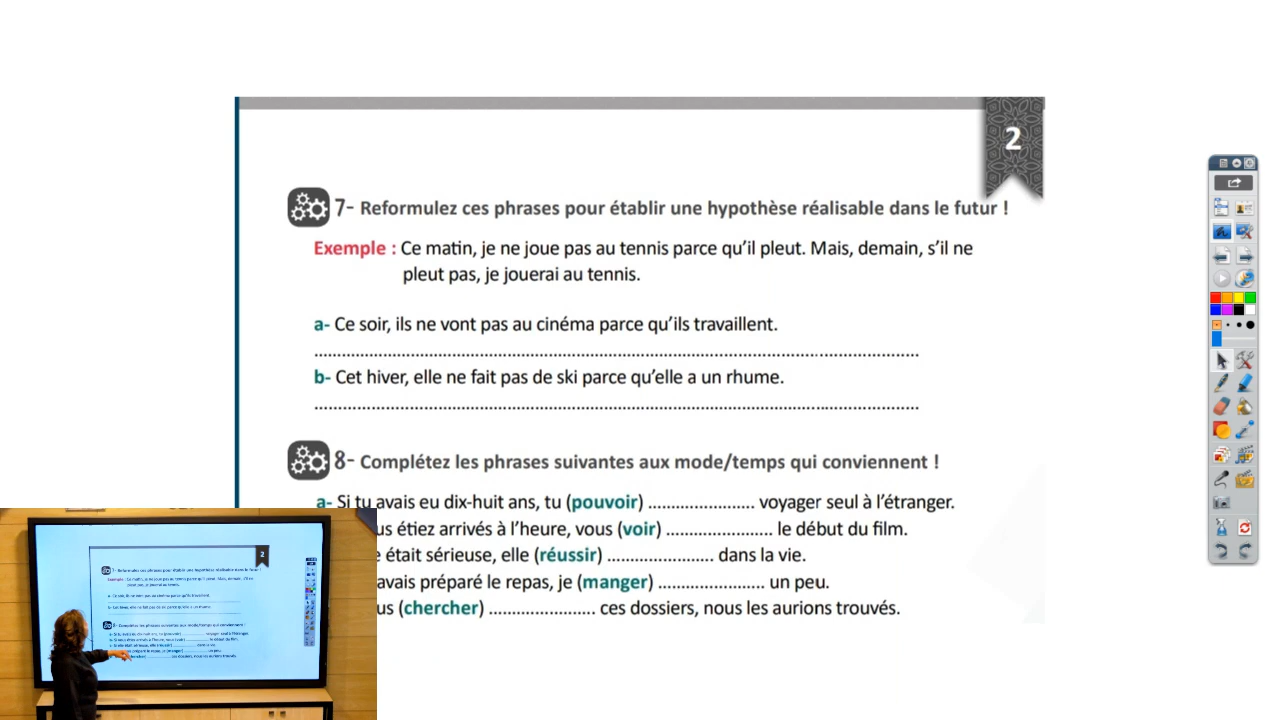 2
7- Reformulez ces phrases pour établir une hypothèse réalisable dans le futur !
Exemple : Ce matin, je ne joue pas au tennis parce qu'il pleut. Mais, demain, s'il ne
pleut pas, je jouerai au tennis.
a- Ce soir, ils ne vont pas au cinéma parce qu'ils travaillent.
b- Cet hiver, elle ne fait pas de ski parce qu'elle a un rhume.
8- Complétez les phrases suivantes aux mode/temps qui conviennent !
a- Si tu avais eu dix-huit ans, tu (pouvoir) ...................... voyager seul à l'étranger.
us étiez arrivés à l'heure, vous (voir) ...................... le début du film.
e était sérieuse, elle (réussir) ...................... dans la vie.
avais préparé le repas, je (manger) ...................... un peu.
us (chercher) ...................... ces dossiers, nous les aurions trouvés.